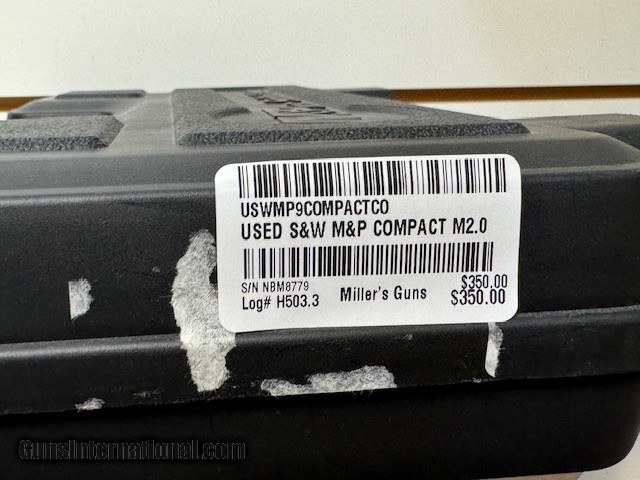 USWMP9COMPACTCO
USED S&W M&P COMPACT M2.0
S/N NBM8779
$350.00
Log# H503.3 Miller's Guns $350.00
GunsInternational.com